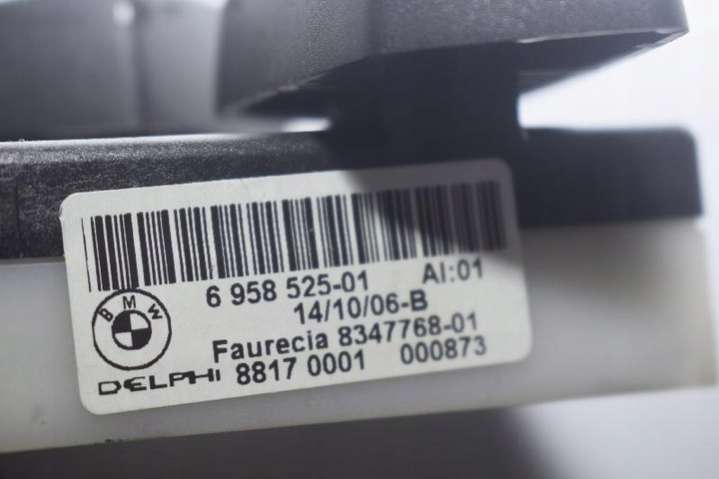 6 958 525-01 AI:01
14/10/06-B
BMW
Faurecia 8347768-01
DELPHI 8817 0001 000873